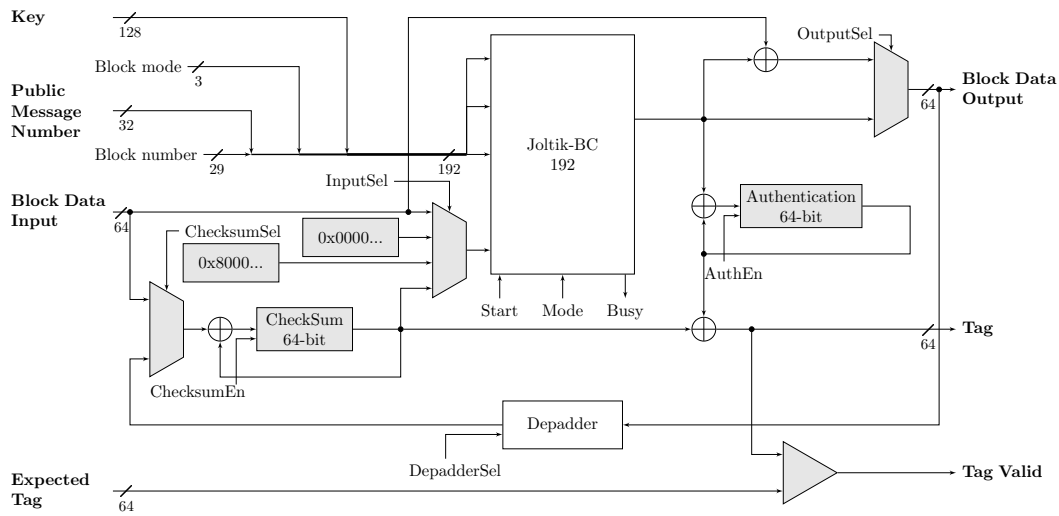 Key
128
OutputSel
Block mode
3
Block Data
Output
64
Public
Message
Number
32
Joltik-BC
192
Block number
29
192
InputSel
Block Data
Input
64
Authentication
64-bit
ChecksumSel
0x0000...
0x8000...
AuthEn
Start
Mode
Busy
CheckSum
64-bit
Tag
64
ChecksumEn
Depadder
DepadderSel
Expected
Tag
64
Tag Valid